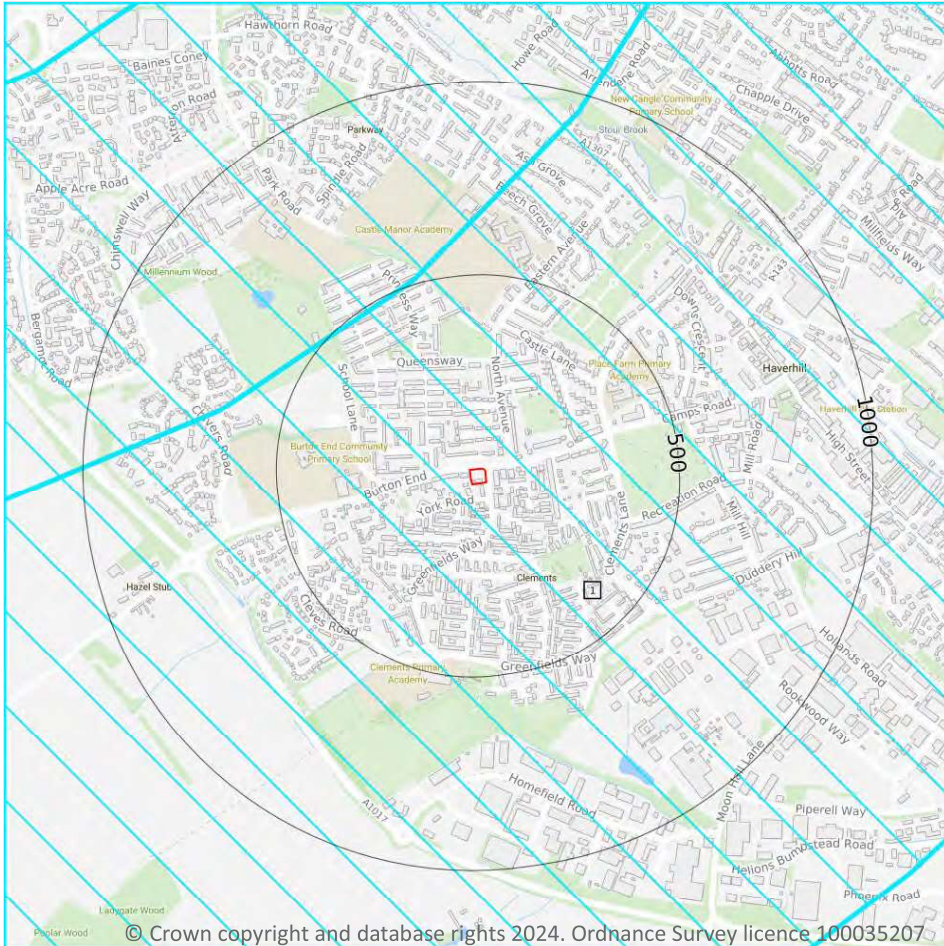 Hawthorn Road
Baines Coney
Howe Road
Abbotts Road
Arrendene Road
New Cangle Community
Primary School
Chapple Drive
Stour Brook
Parkway
A1307
Ash Grove
Apple Acre Road
Park Road
Spindle Road
Beech Grove
Chimswell Way
Castle Manor Academy
Eastern Avenue
Millfields Way
Millennium Wood
A143
Princess Way
Downs Crescent
Bergamot Road
Castle Lane
Queensway
North Avenue
Place Farm Primary
Academy
Haverhill
School Lane
Camps Road
1000
Chivers Road
500
Mill Road
High Street
Burton End Community
Primary School
Burton End
York Road
Recreation Road
Mill Hill
Clements Lane
Greenfields Way
Duddery Hill
Clements
1
Hazel Stub
Cleves Road
Hollands Road
Greenfields Way
Clements Primary
Academy
Rookwood Way
Moon Hall Lane
Homefield Road
A1017
Piperell Way
Helions Bumpstead Road
Phoenix Road
Ladygate Wood
Poplar Wood
© Crown copyright and database rights 2024. Ordnance Survey licence 100035207.